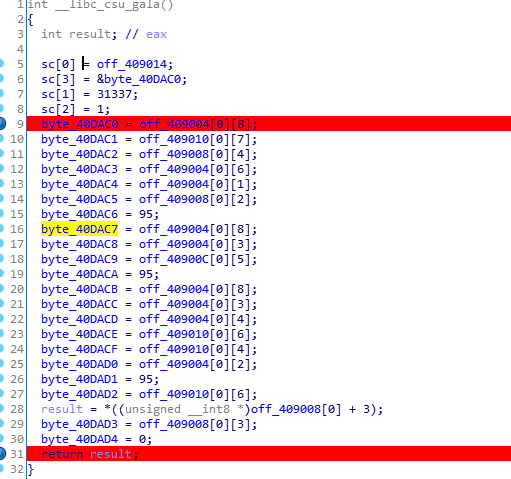 1 int __libc_csu_gala()
2 {
3   int result; // eax
4
5   sc[0] = off_409014;
6   sc[3] = &byte_40DAC0;
7   sc[1] = 31337;
8   sc[2] = 1;
9   byte_40DAC0 = off_409004[0][8];
10   byte_40DAC1 = off_409010[0][7];
11   byte_40DAC2 = off_409008[0][4];
12   byte_40DAC3 = off_409004[0][6];
13   byte_40DAC4 = off_409004[0][1];
14   byte_40DAC5 = off_409008[0][2];
15   byte_40DAC6 = 95;
16   byte_40DAC7 = off_409004[0][8];
17   byte_40DAC8 = off_409004[0][3];
18   byte_40DAC9 = off_40900C[0][5];
19   byte_40DACA = 95;
20   byte_40DACB = off_409004[0][8];
21   byte_40DACC = off_409004[0][3];
22   byte_40DACD = off_409004[0][4];
23   byte_40DACE = off_409010[0][6];
24   byte_40DACF = off_409010[0][4];
25   byte_40DAD0 = off_409004[0][2];
26   byte_40DAD1 = 95;
27   byte_40DAD2 = off_409010[0][6];
28   result = *((unsigned __int8 *)off_409008[0] + 3);
29   byte_40DAD3 = off_409008[0][3];
30   byte_40DAD4 = 0;
31   return result;
32 }